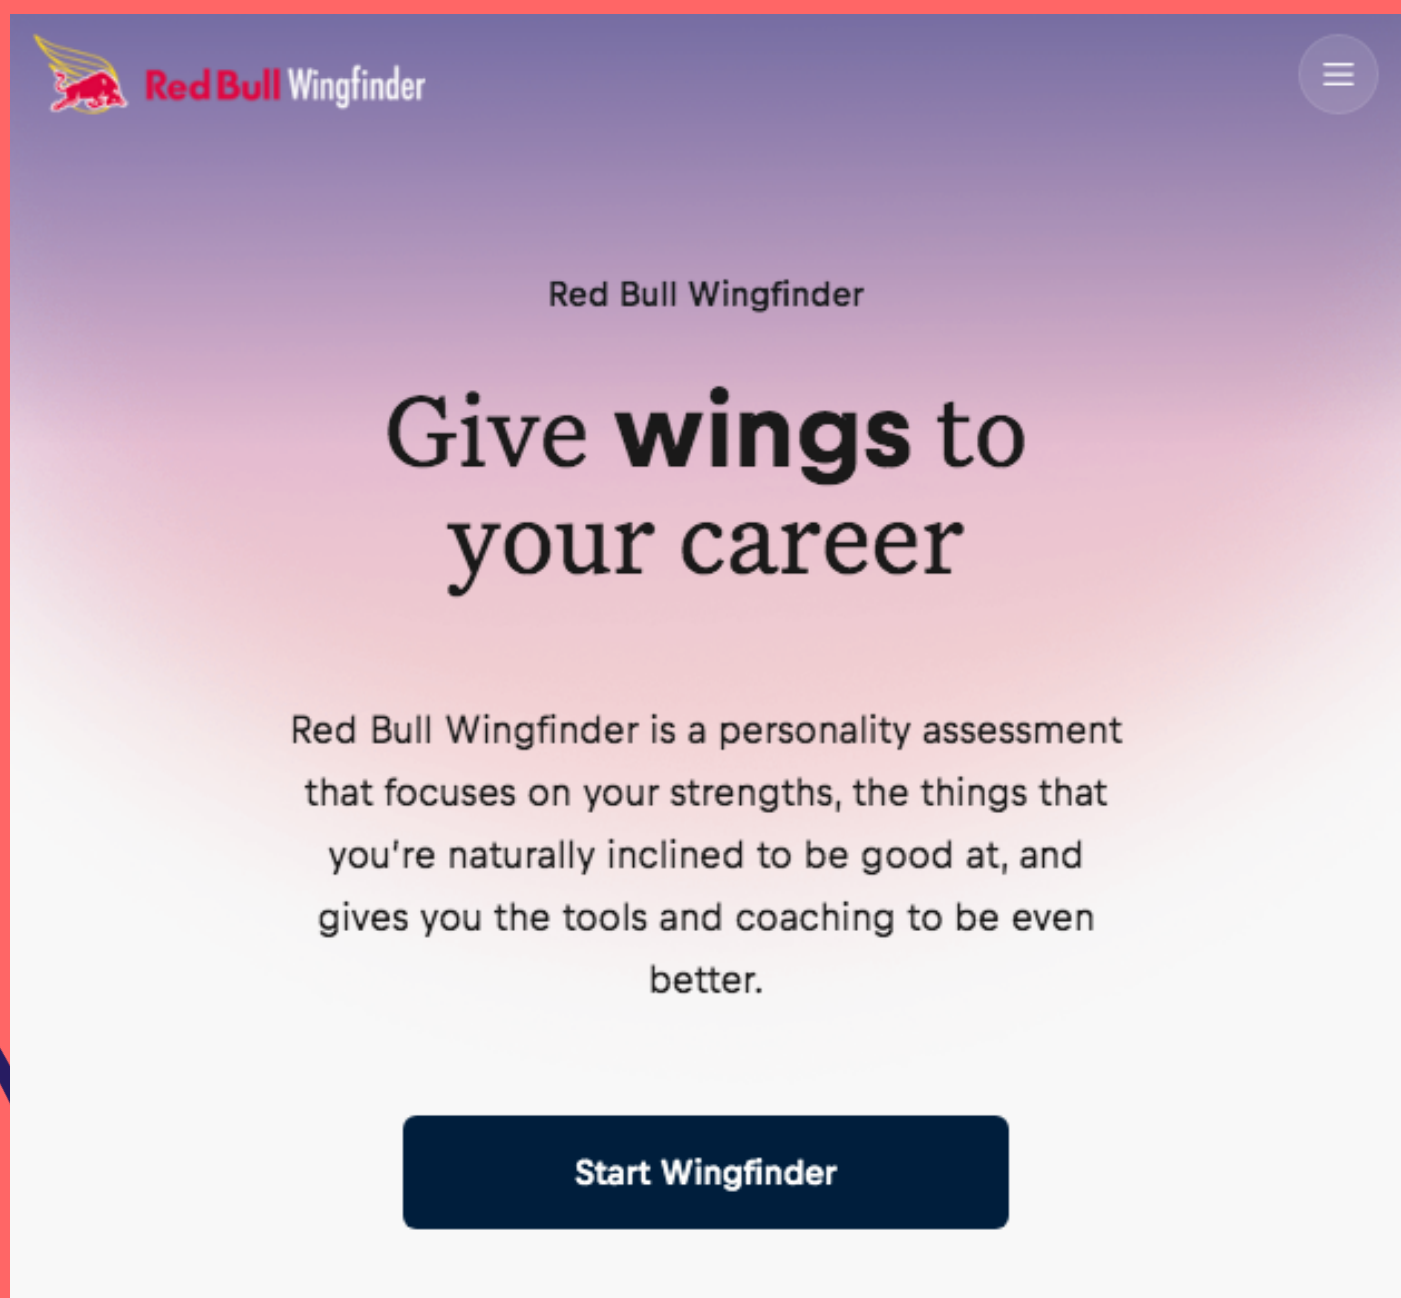 Red Bull Wingfinder
Red Bull Wingfinder
Give wings to
your career
Red Bull Wingfinder is a personality assessment
that focuses on your strengths, the things that
you’re naturally inclined to be good at, and
gives you the tools and coaching to be even
better.
Start Wingfinder